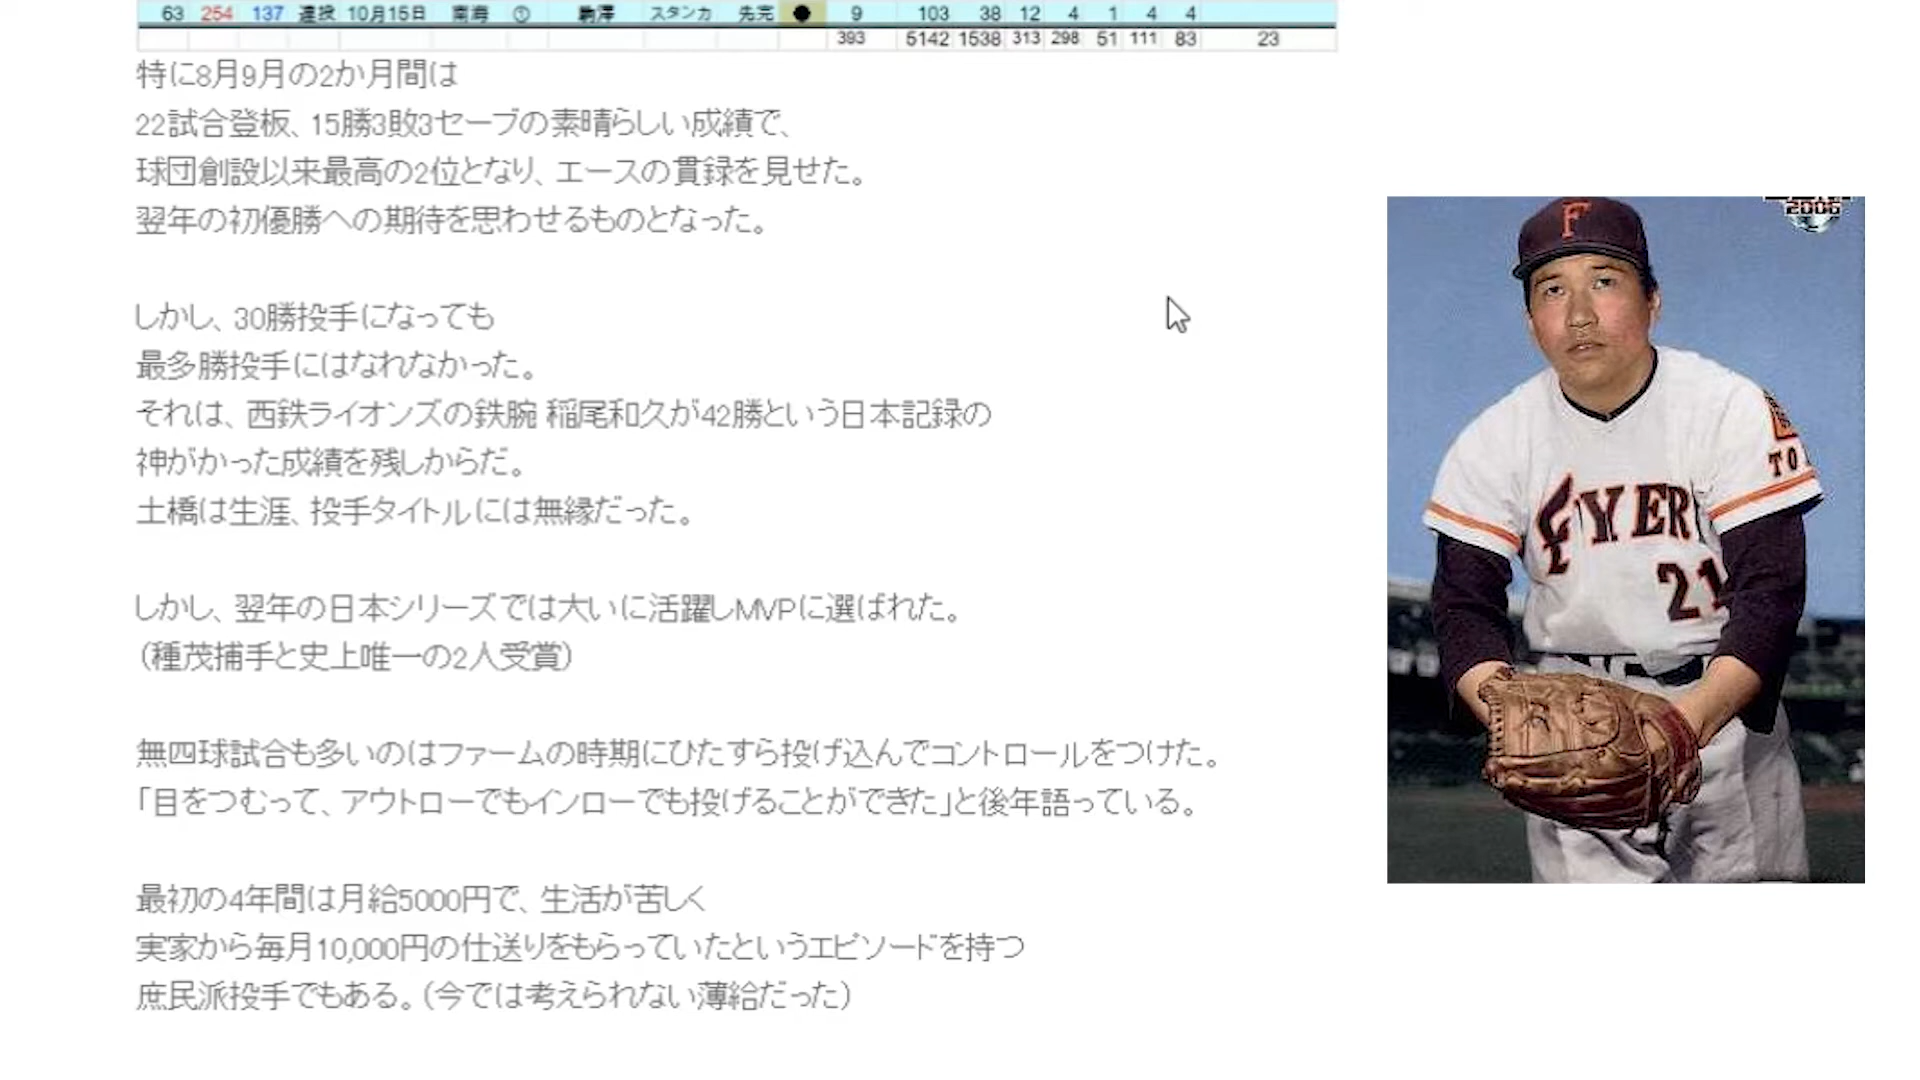 63 254 137 連投 10月15日 南海 ① 駒澤 スタンカ 先完 ● 9 103 38 12 4 1 4 4
393 5142 1538 313 298 51 111 83 23
特に8月9月の2か月間は
22試合登板、15勝3敗3セーブの素晴らしい成績で、
球団創設以来最高の2位となり、エースの貫録を見せた。
翌年の初優勝への期待を思わせるものとなった。
しかし、30勝投手になっても
最多勝投手にはなれなかった。
それは、西鉄ライオンズの鉄腕 稲尾和久が42勝という日本記録の
神がかった成績を残しからだ。
土橋は生涯、投手タイトルには無縁だった。
しかし、翌年の日本シリーズでは大いに活躍しMVPに選ばれた。
（種茂捕手と史上唯一の2人受賞）
無四球試合も多いのはファームの時期にひたすら投げ込んでコントロールをつけた。
「目をつむって、アウトローでもインローでも投げることができた」と後年語っている。
最初の4年間は月給5000円で、生活が苦しく
実家から毎月10,000円の仕送りをもらっていたというエピソードを持つ
庶民派投手でもある。（今では考えられない薄給だった）
2006
F
TO
FYER
21